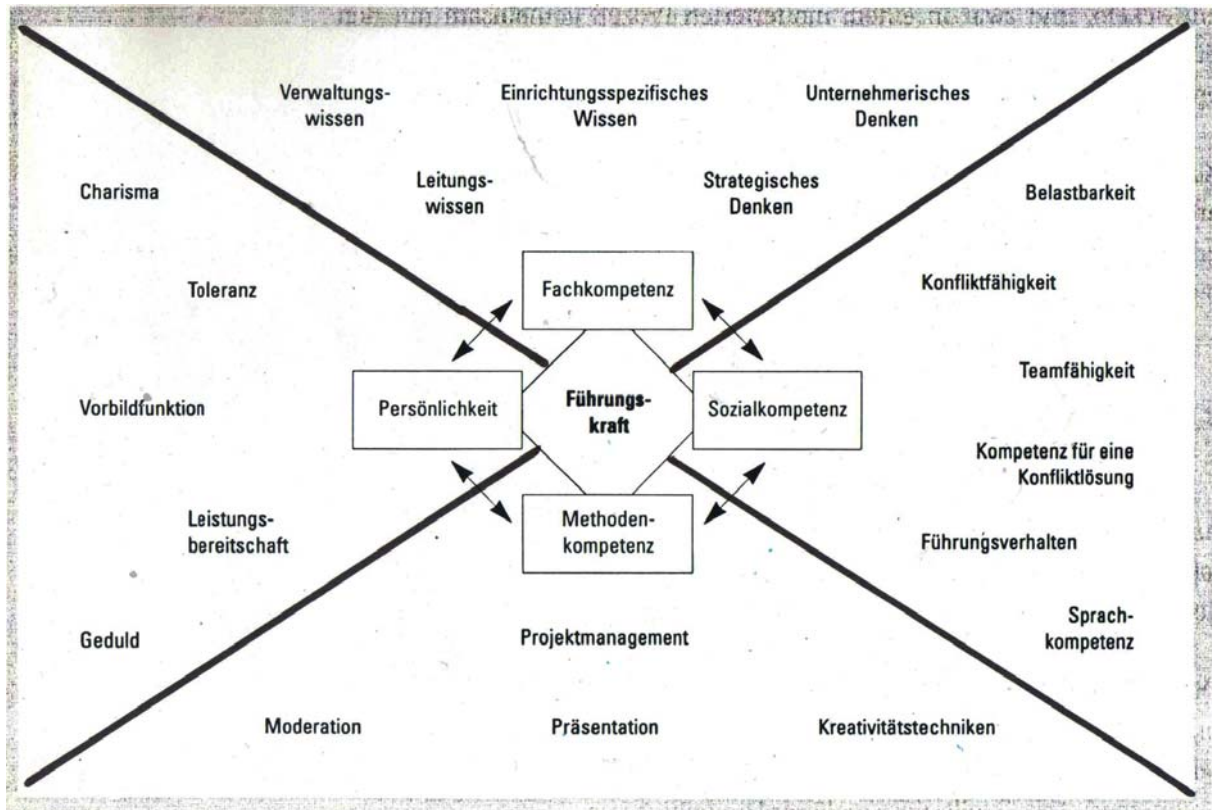 Verwaltungs-
wissen
Einrichtungsspezifisches
Wissen
Unternehmerisches
Denken
Leitungs-
wissen
Strategisches
Denken
Charisma
Toleranz
Vorbildfunktion
Leistungs-
bereitschaft
Geduld
Fachkompetenz
Persönlichkeit
Führungs-
kraft
Sozialkompetenz
Methoden-
kompetenz
Belastbarkeit
Konfliktfähigkeit
Teamfähigkeit
Kompetenz für eine
Konfliktlösung
Führungsverhalten
Sprach-
kompetenz
Projektmanagement
Moderation
Präsentation
Kreativitätstechniken